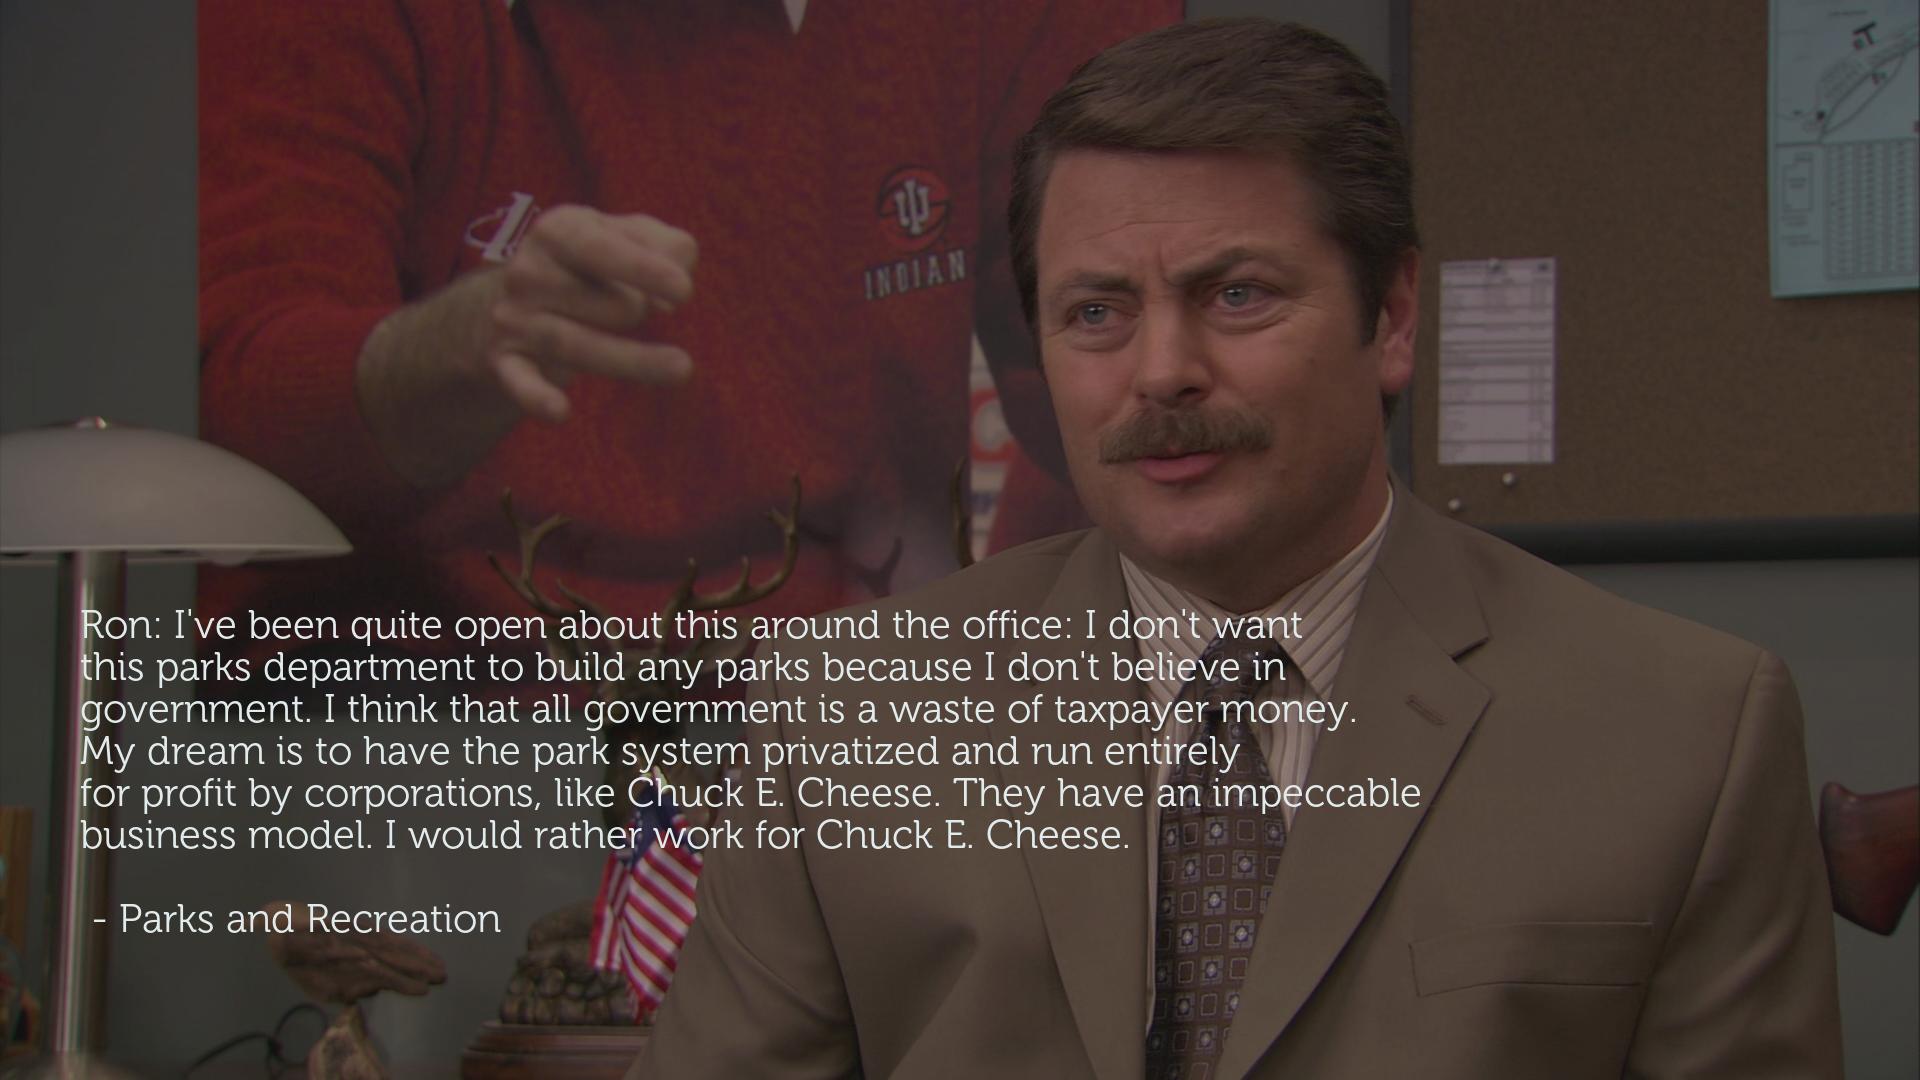 INDIANA
Ron: I've been quite open about this around the office: I don't want
this parks department to build any parks because I don't believe in
government. I think that all government is a waste of taxpayer money.
My dream is to have the park system privatized and run entirely
for profit by corporations, like Chuck E. Cheese. They have an impeccable
business model. I would rather work for Chuck E. Cheese.
- Parks and Recreation